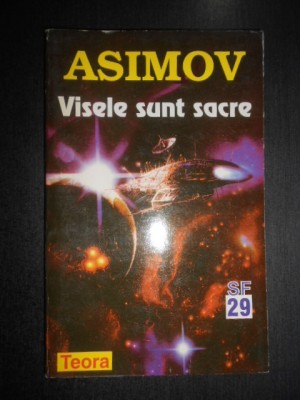 ASIMOV
Visele sunt sacre
SF
29
Teora